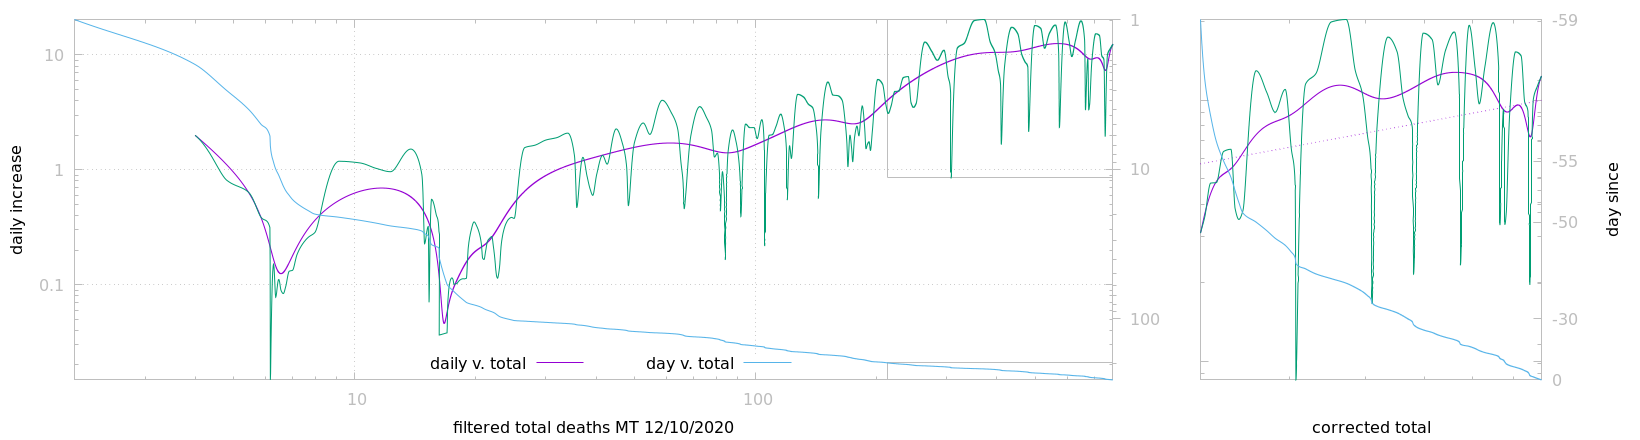 10
1
0.1
daily increase
10
100
filtered total deaths MT 12/10/2020
daily v. total
day v. total
1
10
100
corrected total
-59
-55
-50
-30
0
day since